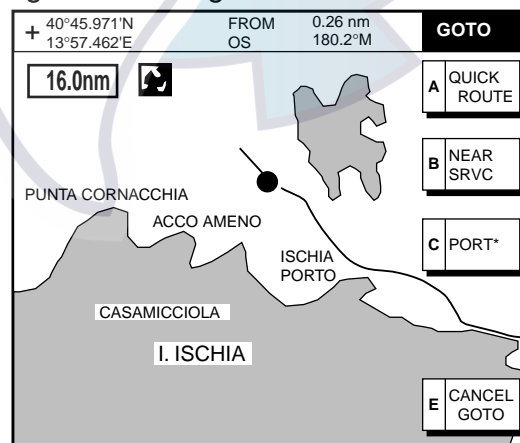 + 40°45.971'N
13°57.462'E
FROM 0.26 nm
OS 180.2°M
GOTO
16.0nm
A QUICK ROUTE
B NEAR SRVC
C PORT*
PUNTA CORNACCHIA
ACCO AMENO
ISCHIA
PORTO
CASAMICCIOLA
I. ISCHIA
E CANCEL GOTO